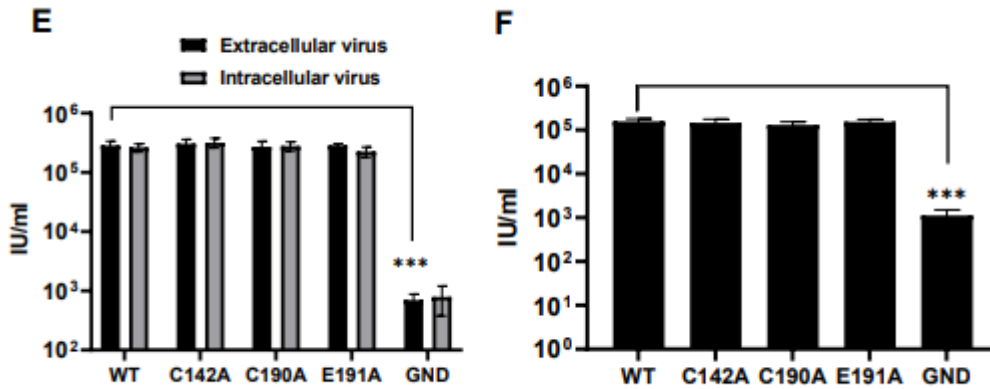 E
Extracellular virus
Intracellular virus
IU/ml
10^6
10^5
10^4
10^3
10^2
***
WT C142A C190A E191A GND
F
IU/ml
10^6
10^5
10^4
10^3
10^2
10^1
10^0
***
WT C142A C190A E191A GND